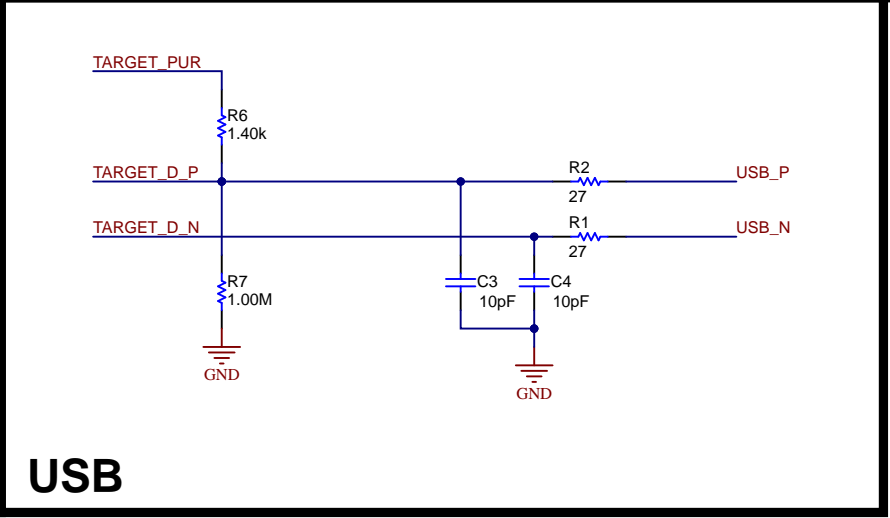 TARGET_PUR
R6
1.40k
TARGET_D_P
R2
USB_P
27
TARGET_D_N
R1
USB_N
27
R7
1.00M
C3
10pF
C4
10pF
GND
GND
USB